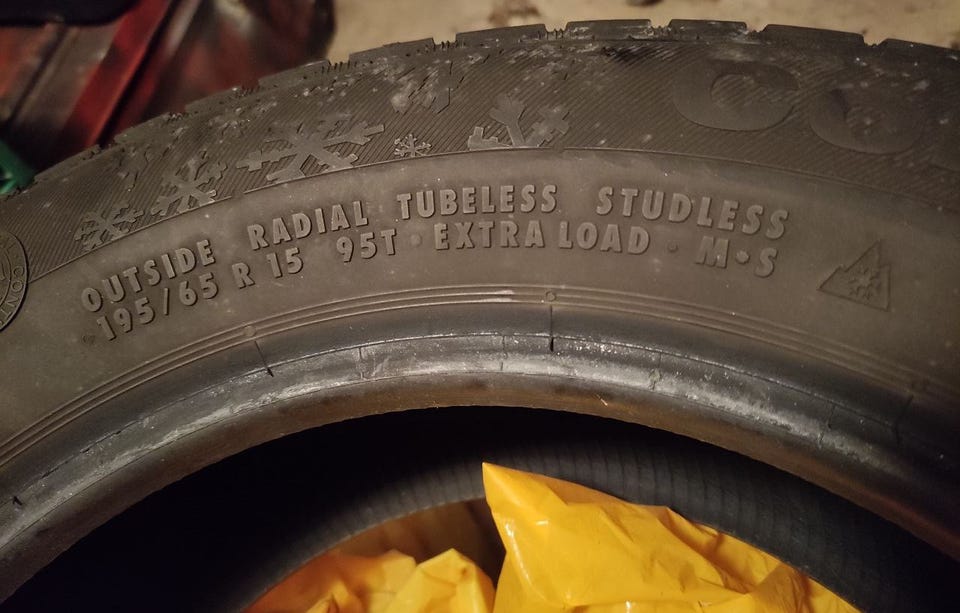 OUTSIDE RADIAL TUBELESS STUDLESS
195/65 R 15 95T · EXTRA LOAD · M•S